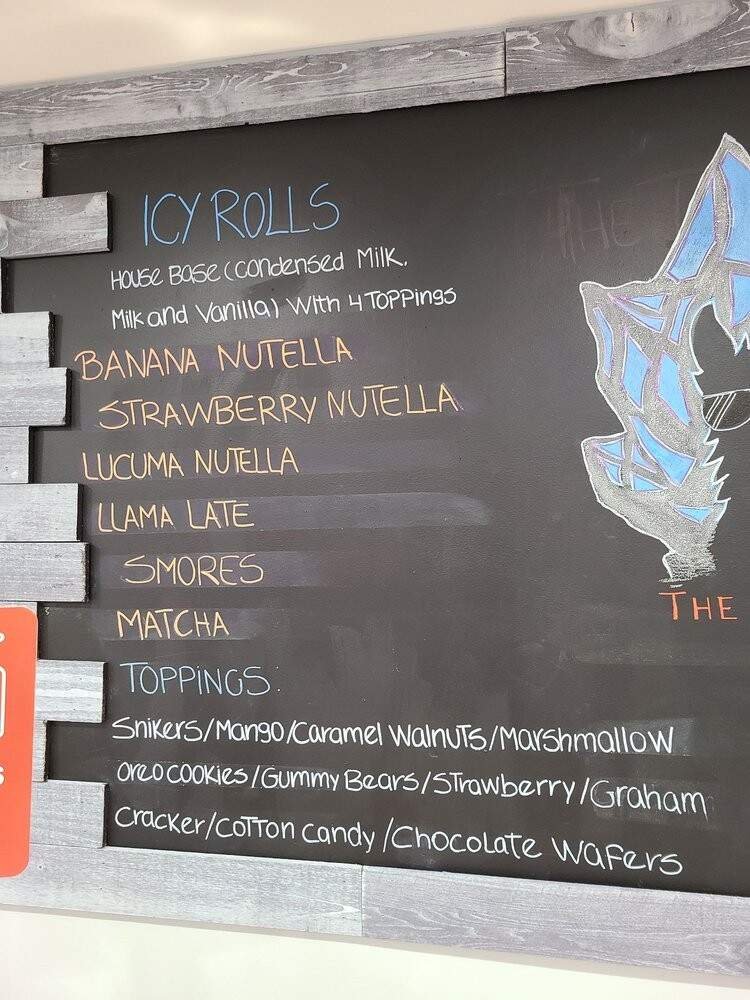 ICY ROLLS
House Base (condensed Milk,
Milk and Vanilla) With 4 Toppings
BANANA NUTELLA
STRAWBERRY NUTELLA
LUCUMA NUTELLA
LLAMA LATE
SMORES
MATCHA
TOPPINGS:
Snikers/Mango/Caramel Walnuts/Marshmallow
Oreo cookies/Gummy Bears/Strawberry/Graham
Cracker/Cotton Candy/Chocolate Wafers
THE